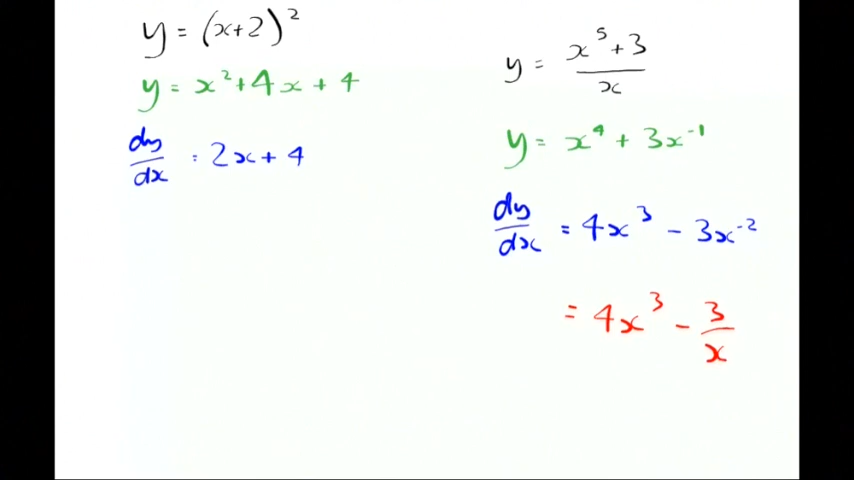 y = (x+2)²
y = x²+4x + 4
dy/dx = 2x + 4
y = (x⁵+3)/x
y = x⁴ + 3x⁻¹
dy/dx = 4x³ - 3x⁻²
= 4x³ - 3/x